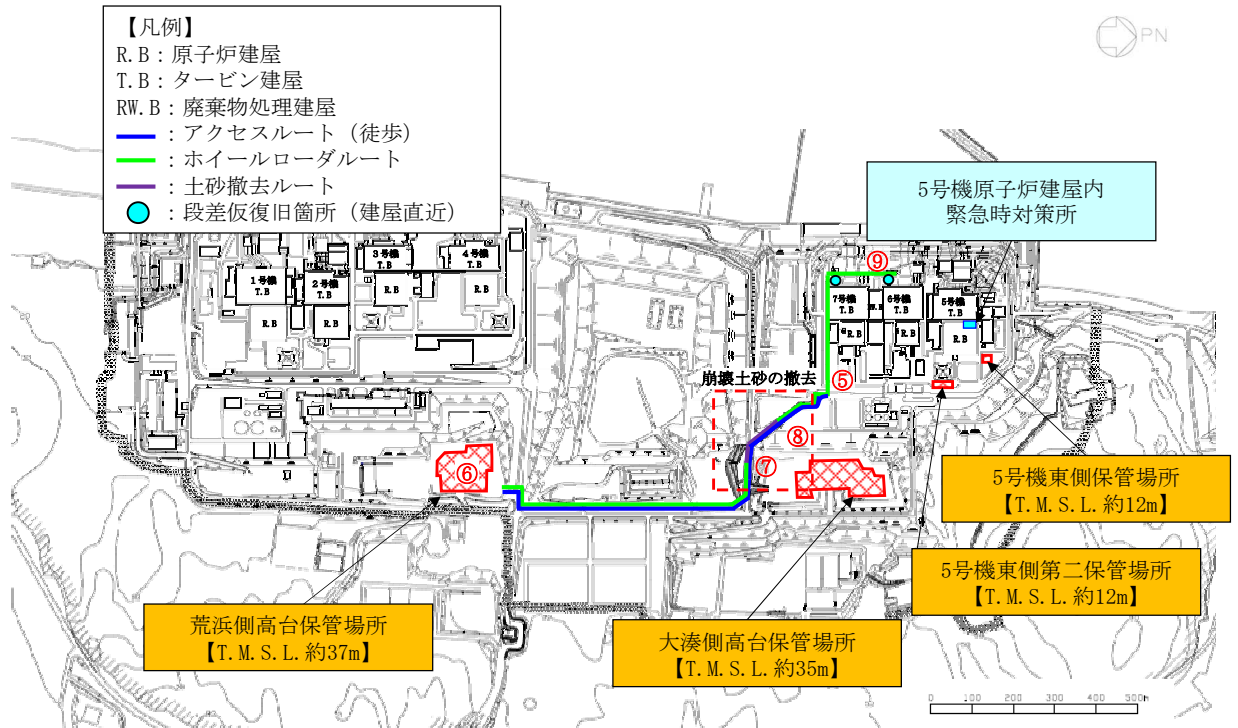 【凡例】
R.B：原子炉建屋
T.B：タービン建屋
RW.B：廃棄物処理建屋
：アクセスルート（徒歩）
：ホイールローダルート
：土砂撤去ルート
：段差仮復旧箇所（建屋直近）
PN
5号機原子炉建屋内
緊急時対策所
1号機
T.B
2号機
T.B
3号機
T.B
4号機
T.B
R.B
R.B
R.B
R.B
⑨
7号機
T.B
6号機
T.B
5号機
T.B
R.B
R.B
R.B
崩壊土砂の撤去
⑤
⑥
⑦
⑧
5号機東側保管場所
【T.M.S.L.約12m】
5号機東側第二保管場所
【T.M.S.L.約12m】
荒浜側高台保管場所
【T.M.S.L.約37m】
大湊側高台保管場所
【T.M.S.L.約35m】
0 100 200 300 400 500m